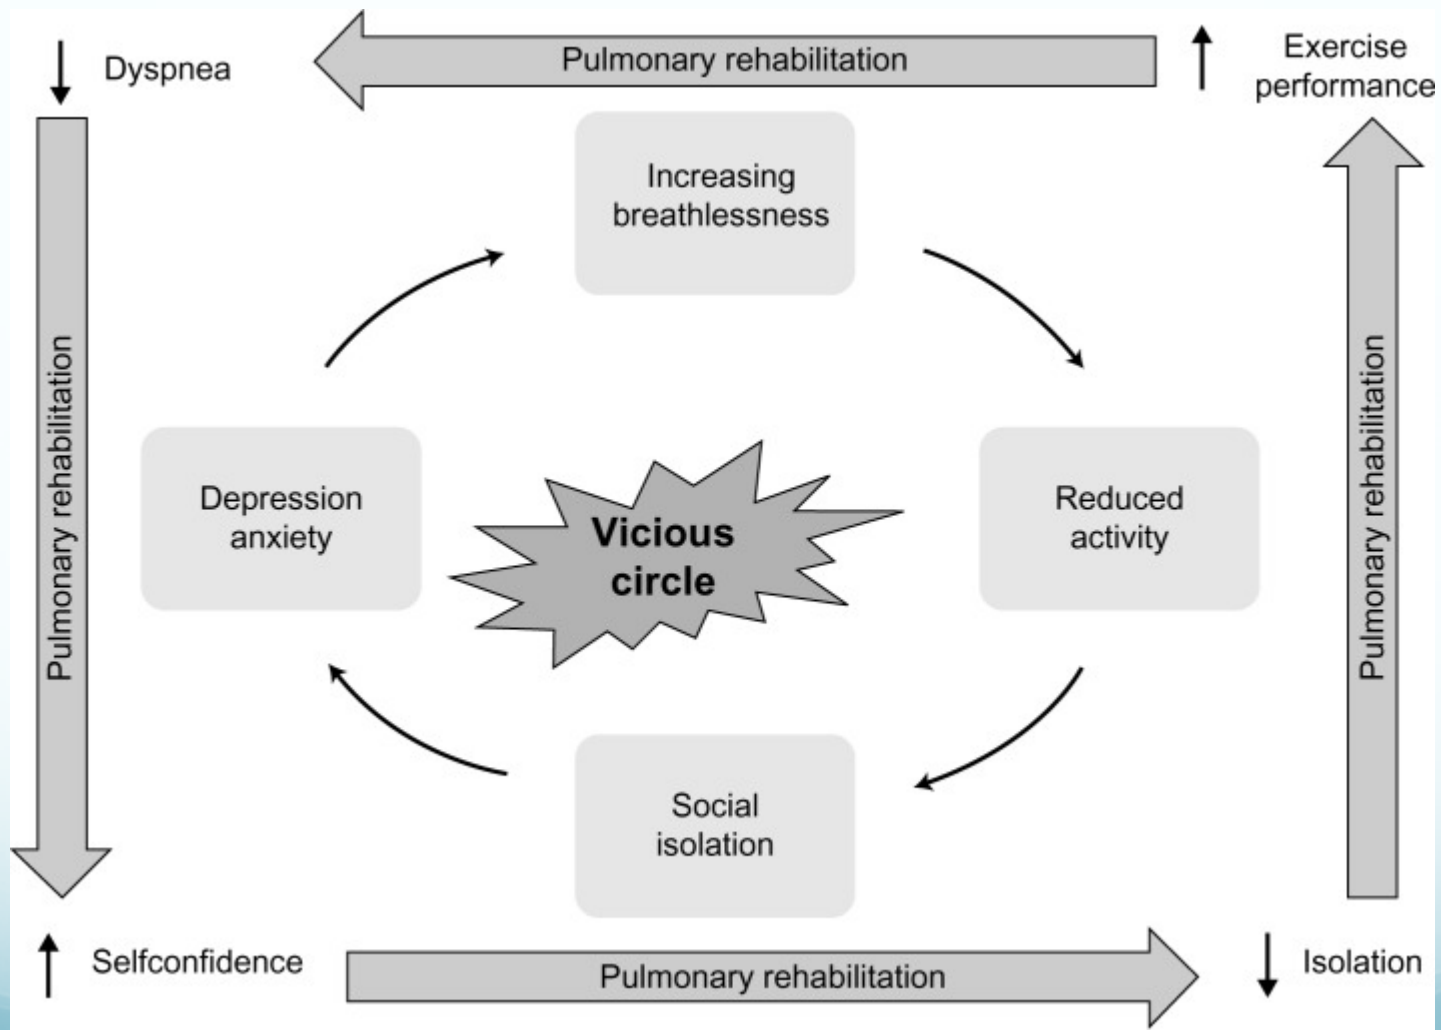 Dyspnea
Pulmonary rehabilitation
Exercise
performance
Increasing
breathlessness
Pulmonary rehabilitation
Depression
anxiety
Vicious
circle
Reduced
activity
Pulmonary rehabilitation
Social
isolation
Selfconfidence
Pulmonary rehabilitation
Isolation